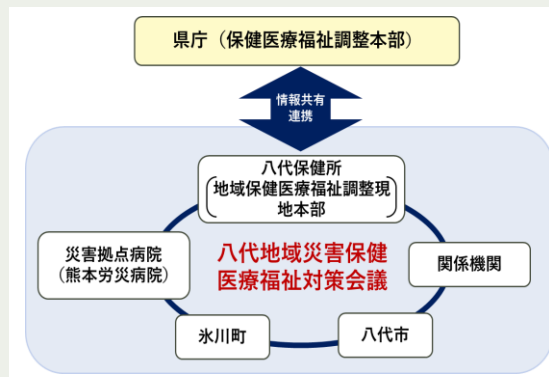 県庁（保健医療福祉調整本部）
情報共有
連携
八代保健所
地域保健医療福祉調整現
地本部
災害拠点病院
（熊本労災病院）
八代地域災害保健
医療福祉対策会議
関係機関
氷川町
八代市